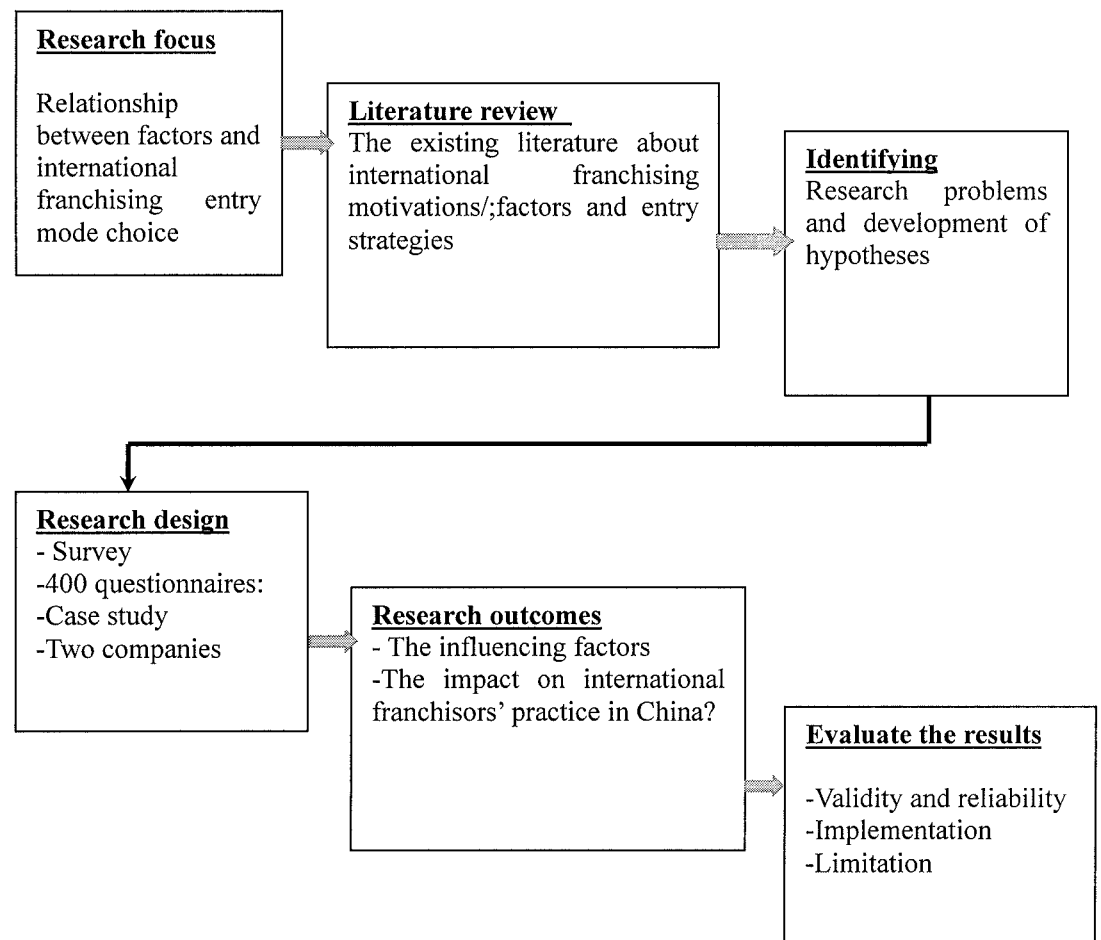 Research focus
Relationship
between factors and
international
franchising entry
mode choice
Literature review
The existing literature about
international franchising
motivations/;factors and entry
strategies
Identifying
Research problems
and development of
hypotheses
Research design
- Survey
-400 questionnaires:
-Case study
-Two companies
Research outcomes
- The influencing factors
-The impact on international
franchisors’ practice in China?
Evaluate the results
-Validity and reliability
-Implementation
-Limitation